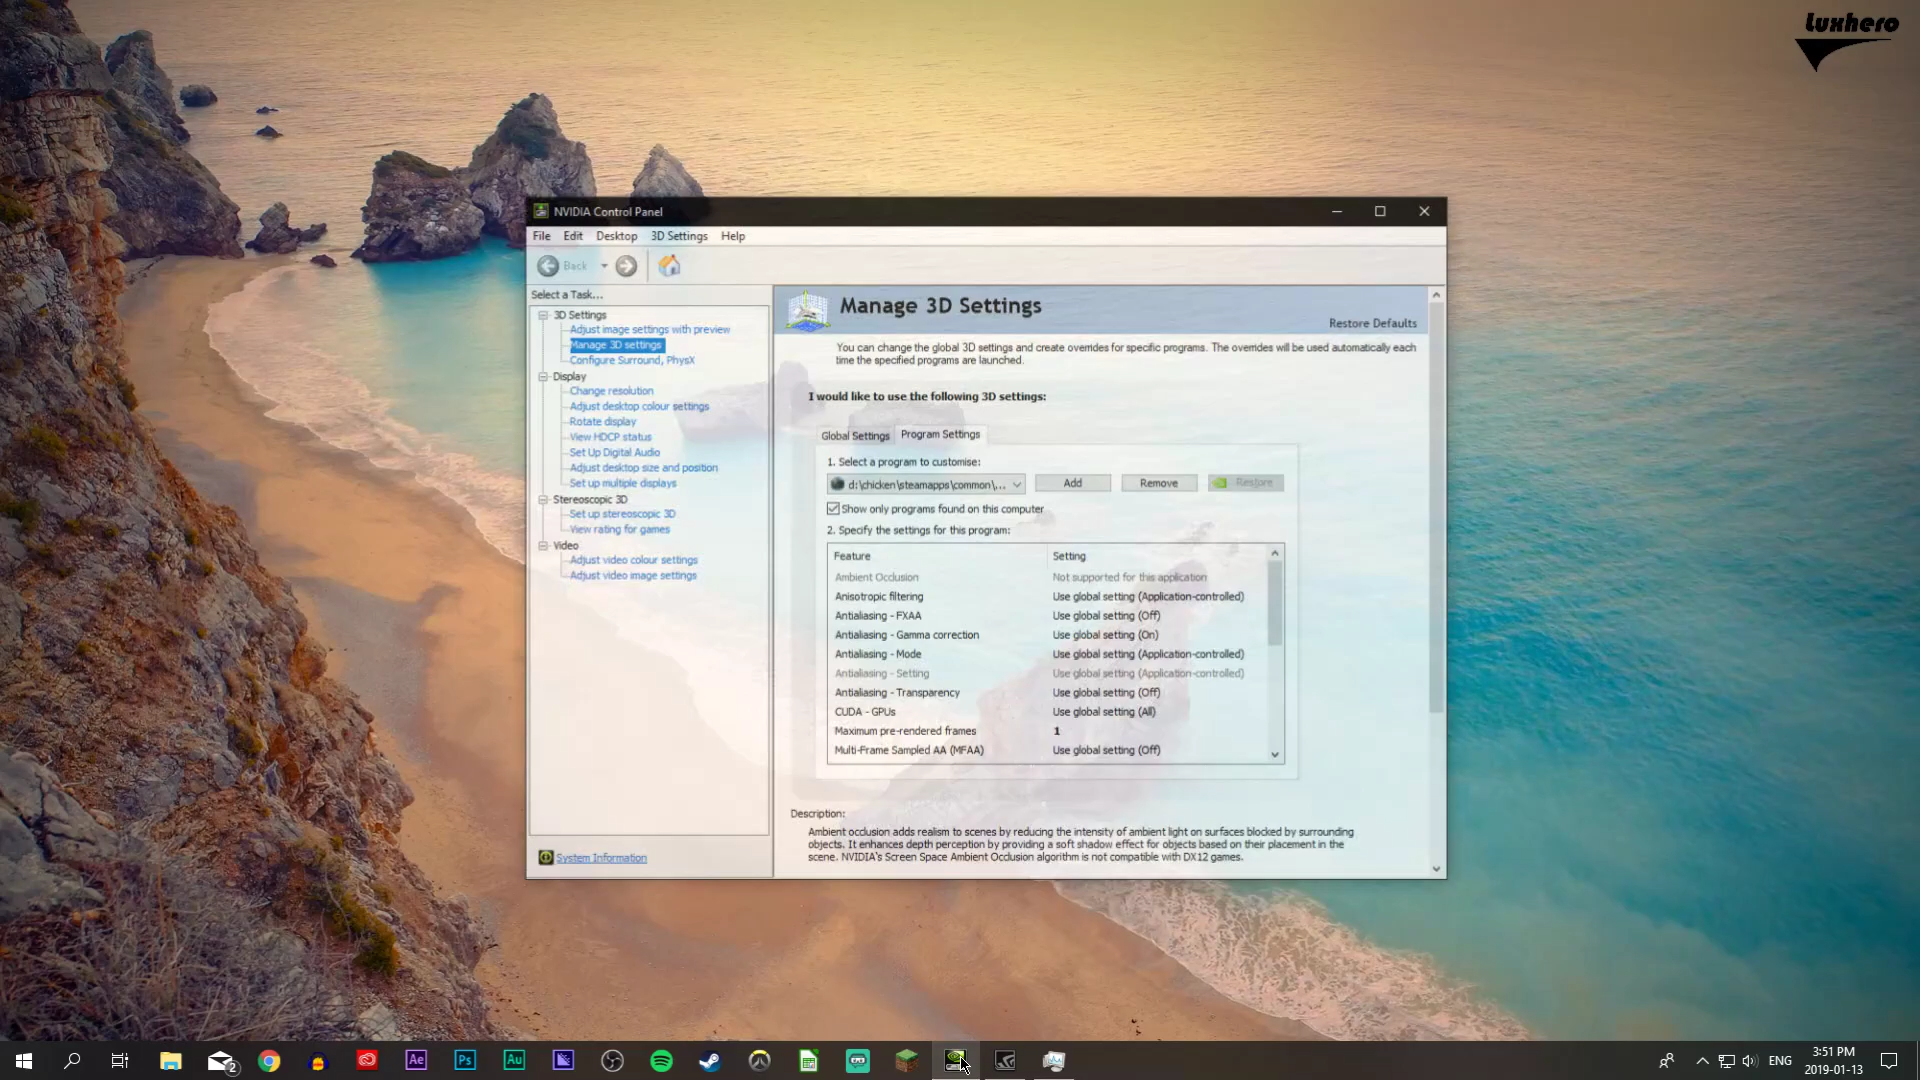 Luxhero
NVIDIA Control Panel
File Edit Desktop 3D Settings Help
Back
Select a Task...
3D Settings
Adjust image settings with preview
Manage 3D settings
Configure Surround, PhysX
Display
Change resolution
Adjust desktop colour settings
Rotate display
View HDCP status
Set Up Digital Audio
Adjust desktop size and position
Set up multiple displays
Stereoscopic 3D
Set up stereoscopic 3D
View rating for games
Video
Adjust video colour settings
Adjust video image settings
System Information
Manage 3D Settings
Restore Defaults
You can change the global 3D settings and create overrides for specific programs. The overrides will be used automatically each
time the specified programs are launched.
I would like to use the following 3D settings:
Global Settings Program Settings
1. Select a program to customise:
d:\chicken\steamapps\common\... Add Remove Restore
Show only programs found on this computer
2. Specify the settings for this program:
Feature Setting
Ambient Occlusion Not supported for this application
Anisotropic filtering Use global setting (Application-controlled)
Antialiasing - FXAA Use global setting (Off)
Antialiasing - Gamma correction Use global setting (On)
Antialiasing - Mode Use global setting (Application-controlled)
Antialiasing - Setting Use global setting (Application-controlled)
Antialiasing - Transparency Use global setting (Off)
CUDA - GPUs Use global setting (All)
Maximum pre-rendered frames 1
Multi-Frame Sampled AA (MFAA) Use global setting (Off)
Description:
Ambient occlusion adds realism to scenes by reducing the intensity of ambient light on surfaces blocked by surrounding
objects. It enhances depth perception by providing a soft shadow effect for objects based on their placement in the
scene. NVIDIA's Screen Space Ambient Occlusion algorithm is not compatible with DX12 games.
2 Ae Ps Au ENG 3:51 PM
2019-01-13